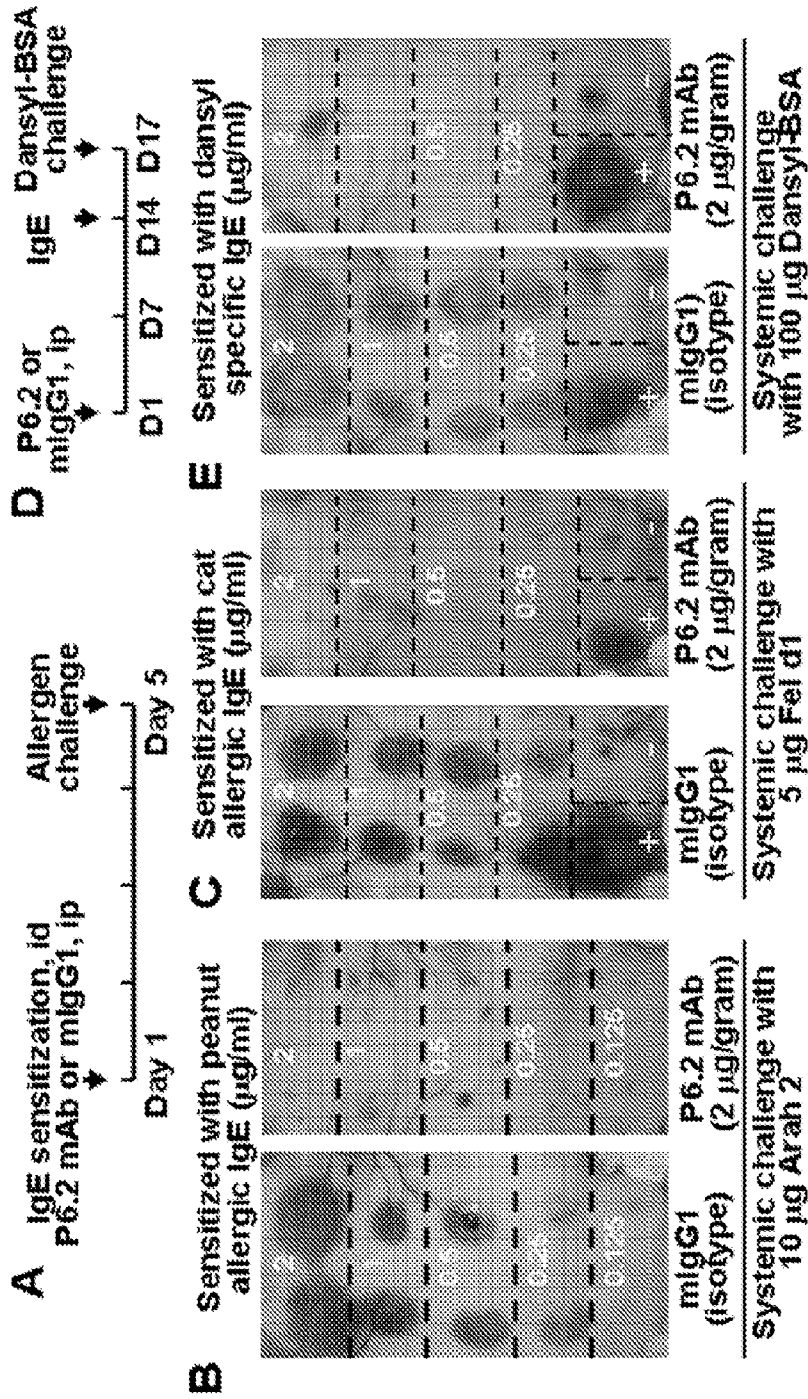 A
IgE sensitization, id
P6.2 mAb or mIgG1, ip
Allergen
challenge
Day 1
Day 5
B
Sensitized with peanut
allergic IgE (µg/ml)
2
1
0.5
0.25
0.125
2
1
0.5
0.25
0.125
mIgG1
(isotype)
P6.2 mAb
(2 µg/gram)
Systemic challenge with
10 µg Arah 2
C
Sensitized with cat
allergic IgE (µg/ml)
2
1
0.5
0.25
+
-
2
1
0.5
0.25
+
-
mIgG1
(isotype)
P6.2 mAb
(2 µg/gram)
Systemic challenge with
5 µg Fel d1
D
P6.2 or
mIgG1, ip
IgE
Dansyl-BSA
challenge
D1
D7
D14
D17
E
Sensitized with dansyl
specific IgE (µg/ml)
2
1
0.5
0.25
+
-
2
1
0.5
0.25
+
-
mIgG1
(isotype)
P6.2 mAb
(2 µg/gram)
Systemic challenge
with 100 µg Dansyl-BSA